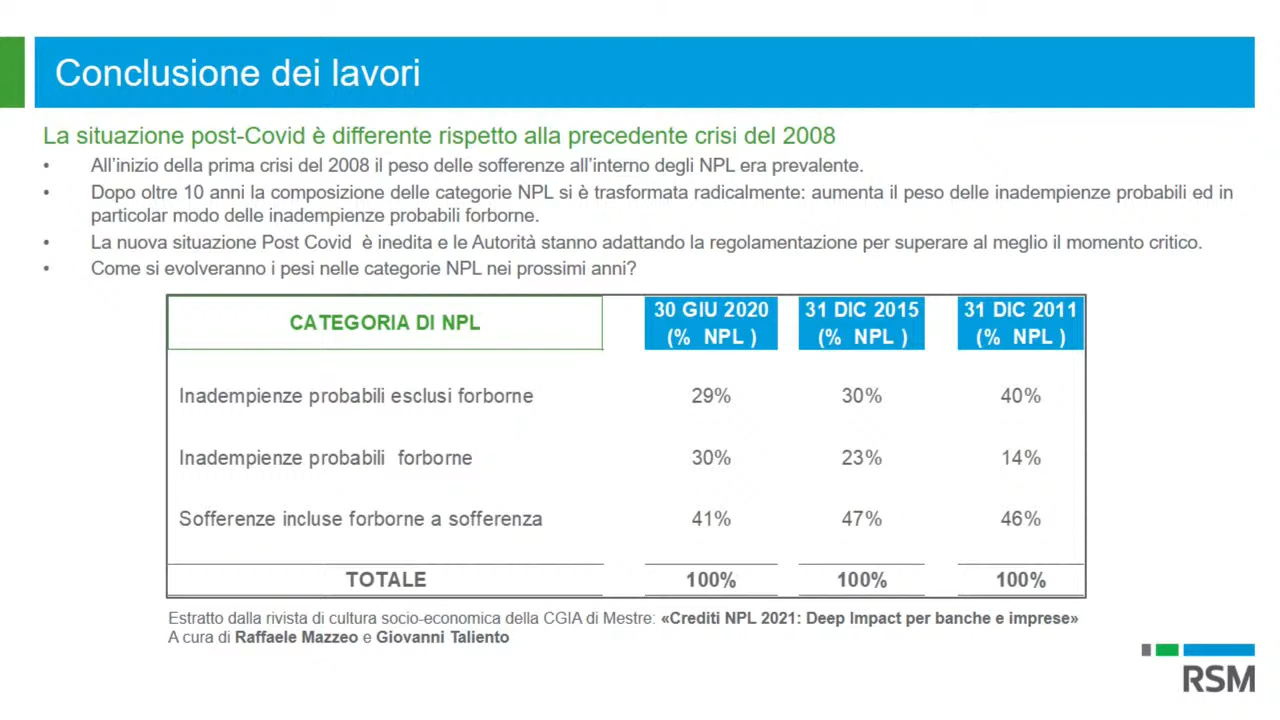 Conclusione dei lavori
La situazione post-Covid è differente rispetto alla precedente crisi del 2008
• All'inizio della prima crisi del 2008 il peso delle sofferenze all'interno degli NPL era prevalente.
• Dopo oltre 10 anni la composizione delle categorie NPL si è trasformata radicalmente: aumenta il peso delle inadempienze probabili ed in
particolar modo delle inadempienze probabili forborne.
• La nuova situazione Post Covid è inedita e le Autorità stanno adattando la regolamentazione per superare al meglio il momento critico.
• Come si evolveranno i pesi nelle categorie NPL nei prossimi anni?
CATEGORIA DI NPL 30 GIU 2020 (% NPL ) 31 DIC 2015 (% NPL ) 31 DIC 2011 (% NPL )
Inadempienze probabili esclusi forborne 29% 30% 40%
Inadempienze probabili forborne 30% 23% 14%
Sofferenze incluse forborne a sofferenza 41% 47% 46%
TOTALE 100% 100% 100%
Estratto dalla rivista di cultura socio-economica della CGIA di Mestre: «Crediti NPL 2021: Deep Impact per banche e imprese»
A cura di Raffaele Mazzeo e Giovanni Taliento
RSM